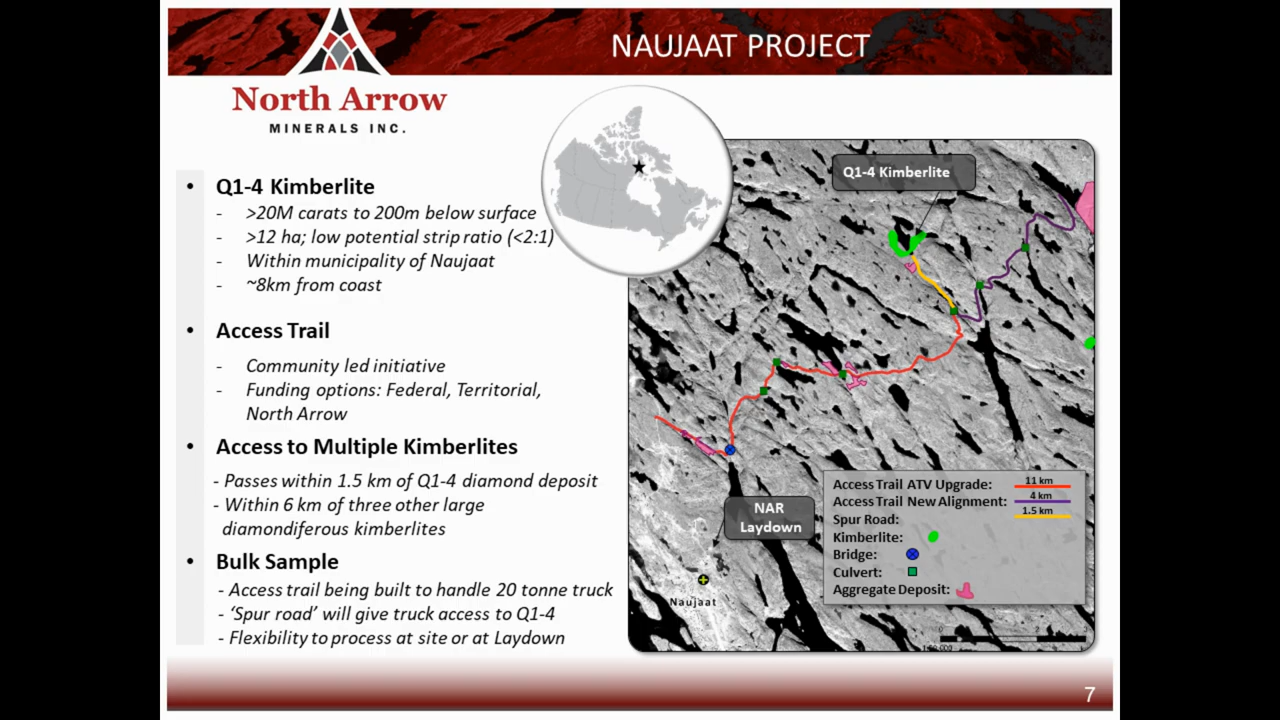 NAUJAAT PROJECT
North Arrow
MINERALS INC.
• Q1-4 Kimberlite
- >20M carats to 200m below surface
- >12 ha; low potential strip ratio (<2:1)
- Within municipality of Naujaat
- ~8km from coast
• Access Trail
- Community led initiative
- Funding options: Federal, Territorial,
North Arrow
• Access to Multiple Kimberlites
- Passes within 1.5 km of Q1-4 diamond deposit
- Within 6 km of three other large
diamondiferous kimberlites
• Bulk Sample
- Access trail being built to handle 20 tonne truck
- ‘Spur road’ will give truck access to Q1-4
- Flexibility to process at site or at Laydown
Q1-4 Kimberlite
NAR
Laydown
Naujaat
Access Trail ATV Upgrade: 11 km
Access Trail New Alignment: 4 km
Spur Road: 1.5 km
Kimberlite:
Bridge:
Culvert:
Aggregate Deposit:
7